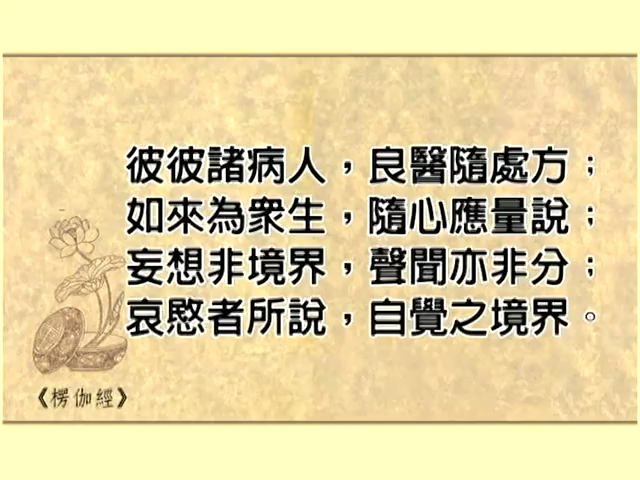 彼彼諸病人，良醫隨處方；
如來為眾生，隨心應量說；
妄想非境界，聲聞亦非分；
哀愍者所說，自覺之境界。
《楞伽經》